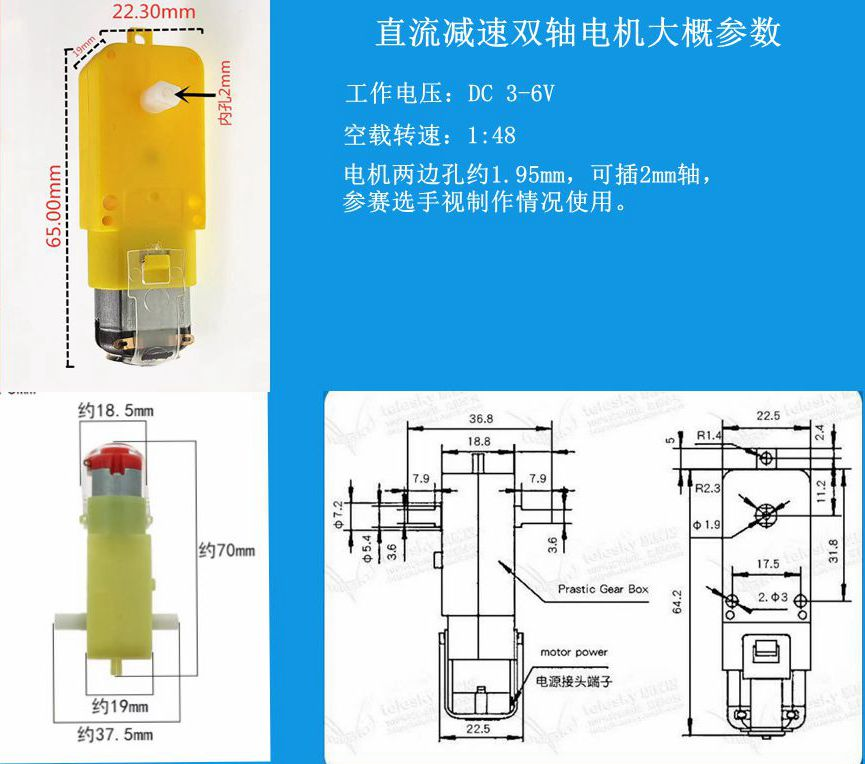 22.30mm
19mm
内孔2mm
65.00mm
直流减速双轴电机大概参数
工作电压：DC 3-6V
空载转速：1:48
电机两边孔约1.95mm，可插2mm轴，
参赛选手视制作情况使用。
约18.5mm
约70mm
约19mm
约37.5mm
36.8
18.8
7.9
7.9
φ7.2
φ5.4
3.6
3.6
Prastic Gear Box
motor power
电源接头端子
22.5
22.5
2.4
5
R1.4
11.2
R2.3
φ1.9
31.8
17.5
2.Φ3
64.2
telesky
telesky